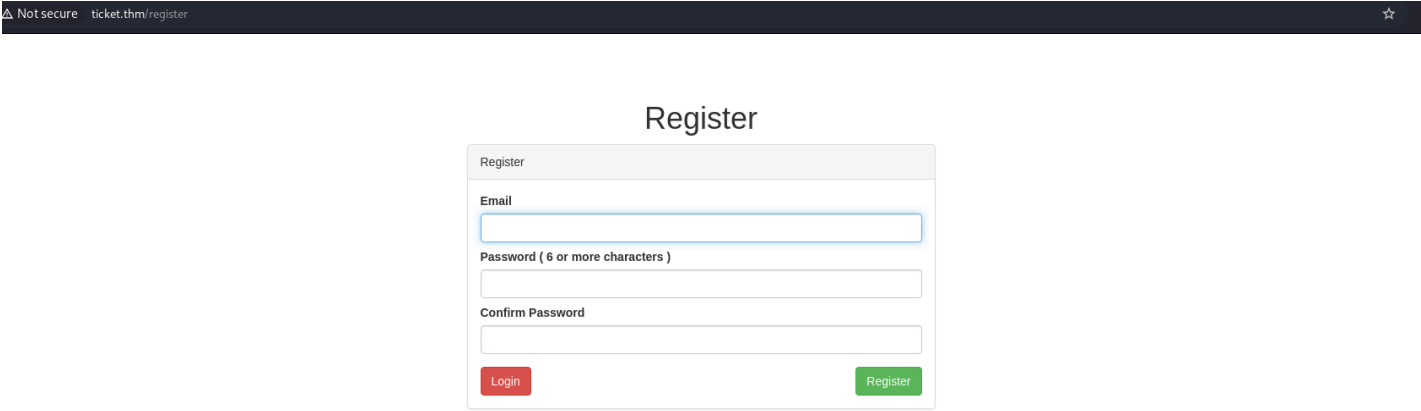 Not secure ticket.thm/register
Register
Register
Email
Password ( 6 or more characters )
Confirm Password
Login Register